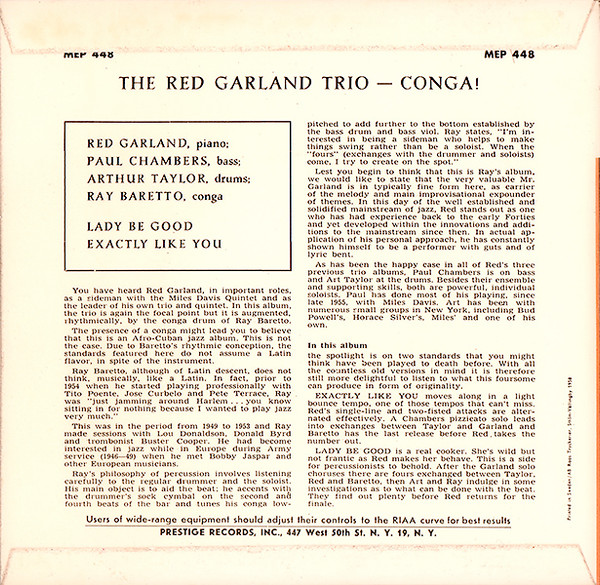 MEP 448
MEP 448
THE RED GARLAND TRIO — CONGA!
RED GARLAND, piano;
PAUL CHAMBERS, bass;
ARTHUR TAYLOR, drums;
RAY BARETTO, conga
LADY BE GOOD
EXACTLY LIKE YOU
You have heard Red Garland, in important roles,
as a rideman with the Miles Davis Quintet and as
the leader of his own trio and quintet. In this album,
the trio is again the focal point but it is augmented,
rhythmically, by the conga drum of Ray Baretto.
The presence of a conga might lead you to believe
that this is an Afro-Cuban jazz album. This is not
the case. Due to Baretto's rhythmic conception, the
standards featured here do not assume a Latin
flavor, in spite of the instrument.
Ray Baretto, although of Latin descent, does not
think, musically, like a Latin. In fact, prior to
1954 when he started playing professionally with
Tito Poente, Jose Curbelo and Pete Terrace, Ray
was "just jamming around Harlem . . . you know
sitting in for nothing because I wanted to play jazz
very much."
This was in the period from 1949 to 1953 and Ray
made sessions with Lou Donaldson, Donald Byrd
and trombonist Buster Cooper. He had become
interested in jazz while in Europe during Army
service (1946—49) when he met Bobby Jaspar and
other European musicians.
Ray's philosophy of percussion involves listening
carefully to the regular drummer and the soloist.
His main object is to aid the beat; he accents with
the drummer's sock cymbal on the second and
fourth beats of the bar and tunes his conga low-
pitched to add further to the bottom established by
the bass drum and bass viol. Ray states, "I'm in-
terested in being a sideman who helps to make
things swing rather than be a soloist. When the
"fours" (exchanges with the drummer and soloists)
come, I try to create on the spot."
Lest you begin to think that this is Ray's album,
we would like to state that the very valuable Mr.
Garland is in typically fine form here, as carrier
of the melody and main improvisational expounder
of themes. In this day of the well established and
solidified mainstream of jazz, Red stands out as one
who has had experience back to the early Forties
and yet developed within the innovations and addi-
tions to the mainstream since then. In actual ap-
plication of his personal approach, he has constantly
shown himself to be a performer with guts and of
lyric bent.
As has been the happy case in all of Red's three
previous trio albums, Paul Chambers is on bass
and Art Taylor at the drums. Besides their ensemble
and supporting skills, both are powerful, individual
soloists. Paul has done most of his playing, since
late 1955, with Miles Davis. Art has been with
numerous small groups in New York, including Bud
Powell's, Horace Silver's, Miles' and one of his
own.
In this album
the spotlight is on two standards that you might
think have been played to death before. With all
the countless old versions in mind it is therefore
still more delightful to listen to what this foursome
can produce in form of originality.
EXACTLY LIKE YOU moves along in a light
bounce tempo, one of those tempos that can't miss.
Red's single-line and two-fisted attacks are alter-
nated effectively. A Chambers pizzicato solo leads
into exchanges between Taylor and Garland and
Baretto has the last release before Red takes the
number out.
LADY BE GOOD is a real cooker. She's wild but
not frantic as Red makes her behave. This is a side
for percussionists to behold. After the Garland solo
choruses there are fours exchanged between Taylor,
Red and Baretto, then Art and Ray indulge in some
investigations as to what can be done with the beat.
They find out plenty before Red returns for the
finale.
Users of wide-range equipment should adjust their controls to the RIAA curve for best results
PRESTIGE RECORDS, INC., 447 West 50th St. N. Y. 19, N. Y.